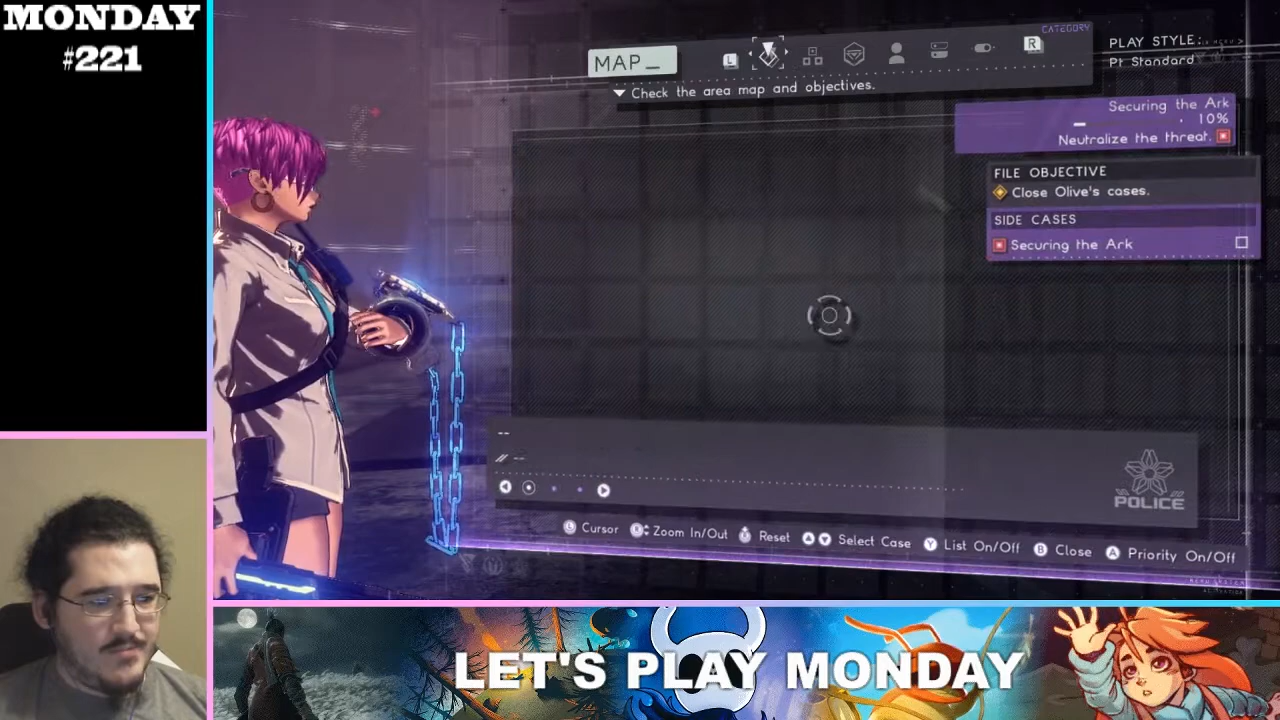 MONDAY
#221
MAP_
L
R
CATEGORY
Check the area map and objectives.
PLAY STYLE:
Pt Standard
Securing the Ark
10%
Neutralize the threat.
FILE OBJECTIVE
Close Olive's cases.
SIDE CASES
Securing the Ark
--
// --
POLICE
L Cursor R Zoom In/Out Reset Select Case Y List On/Off B Close A Priority On/Off
LET'S PLAY MONDAY